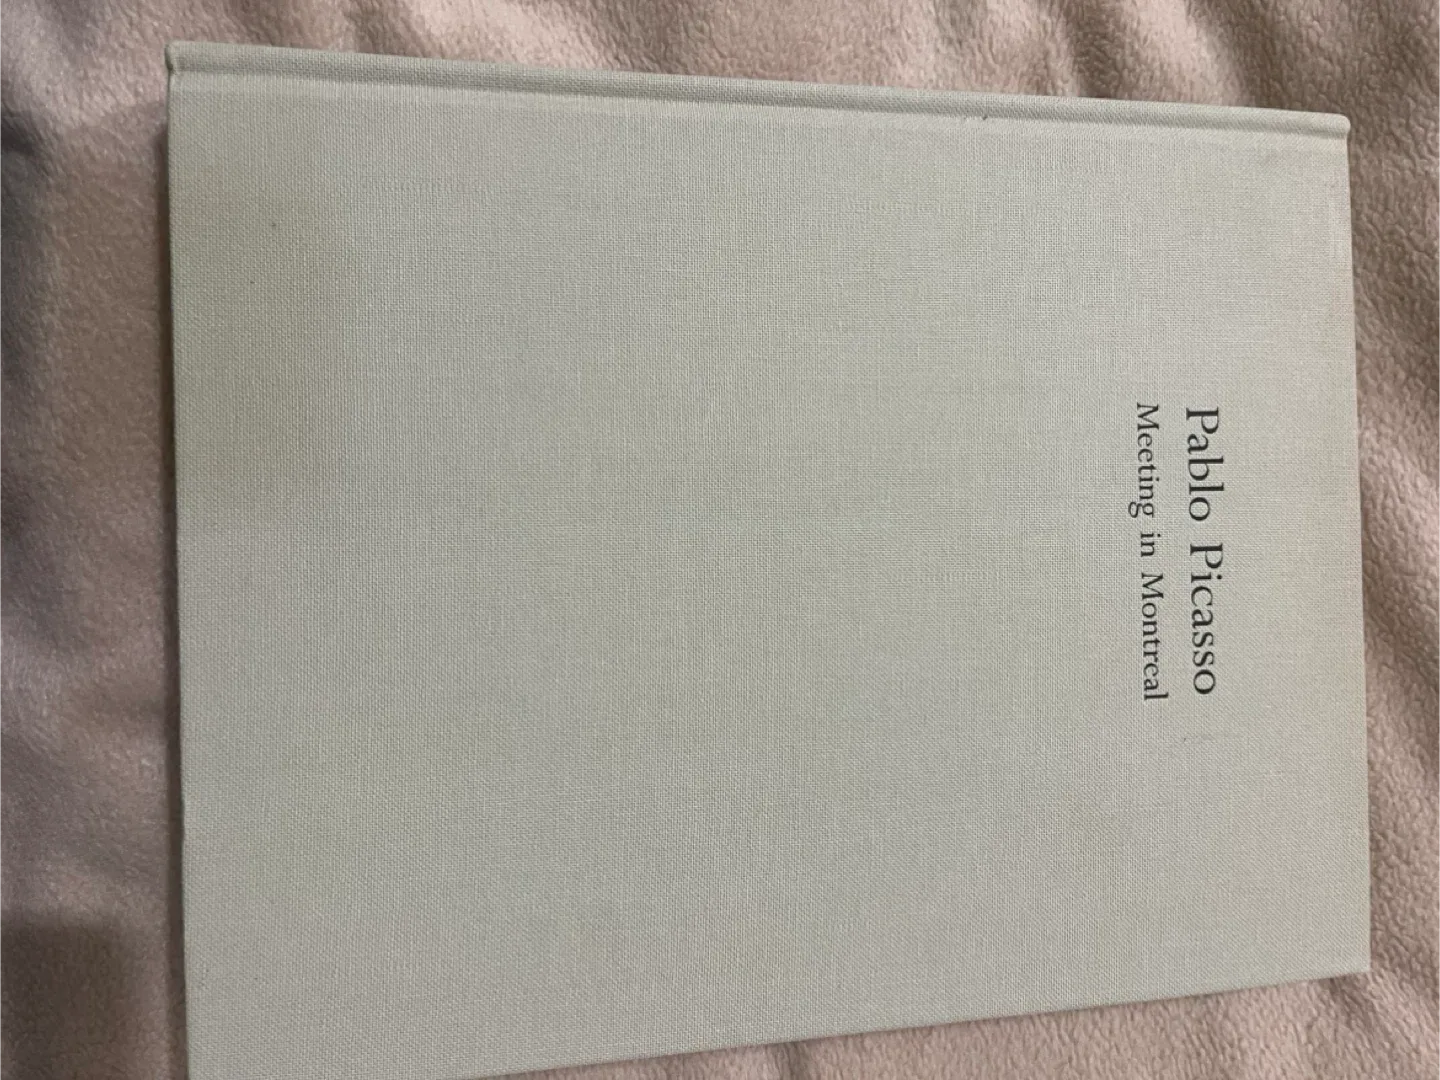 Pablo Picasso
Meeting in Montreal